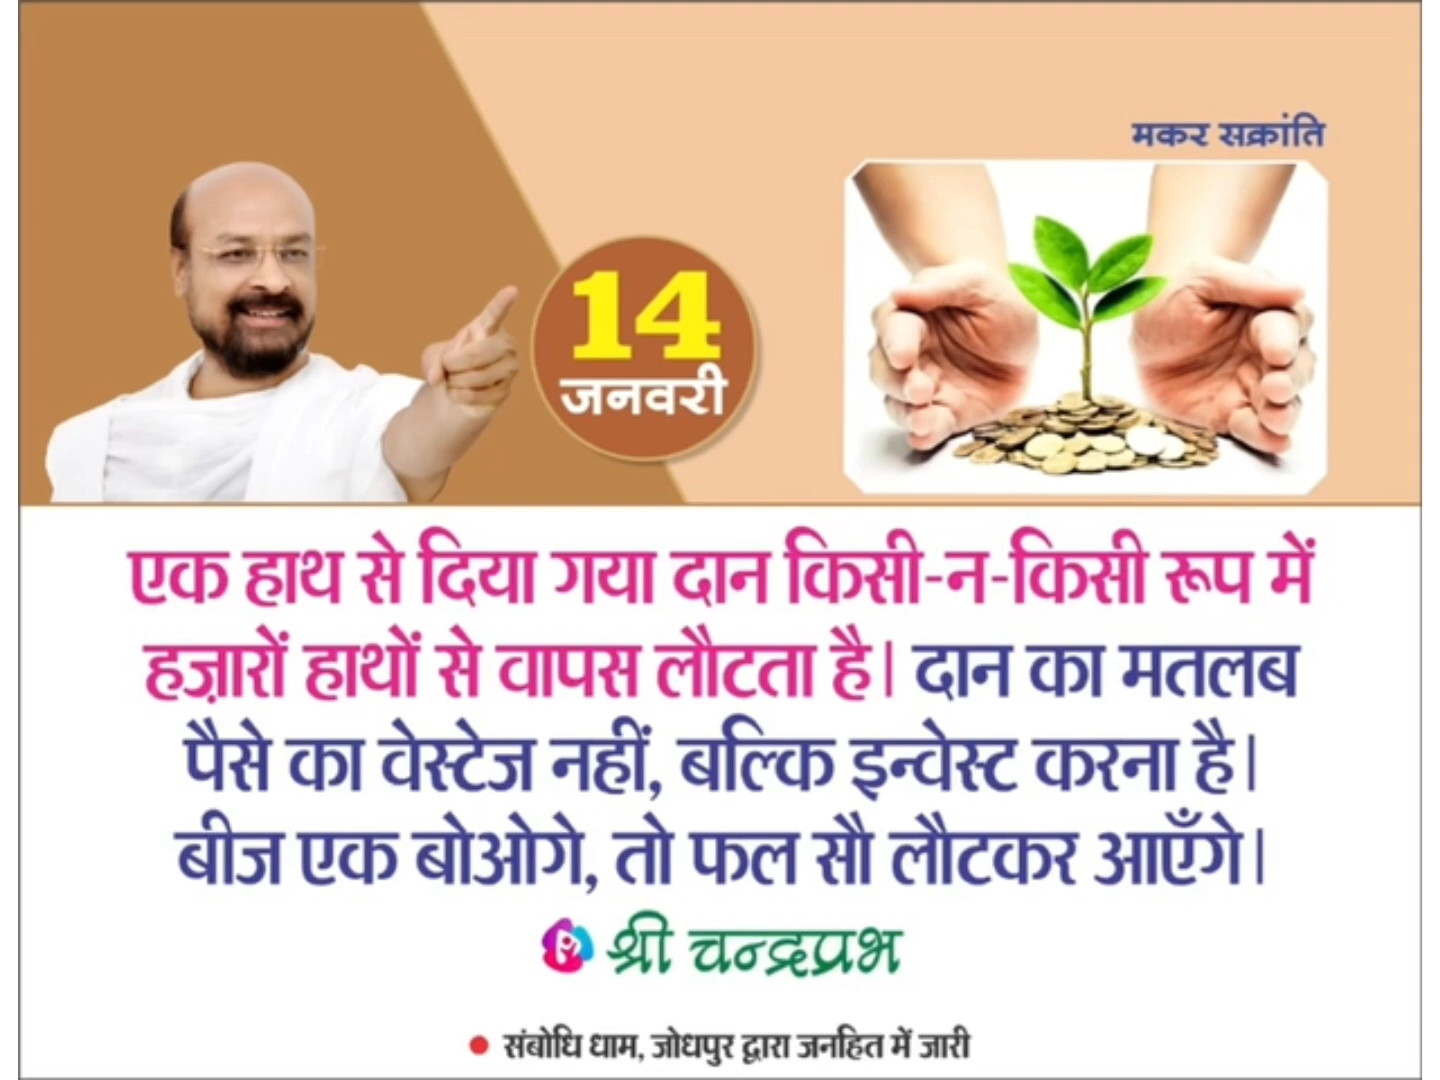 मकर सक्रांति
14
जनवरी
एक हाथ से दिया गया दान किसी-न-किसी रूप में
हज़ारों हाथों से वापस लौटता है। दान का मतलब
पैसे का वेस्टेज नहीं, बल्कि इन्वेस्ट करना है।
बीज एक बोओगे, तो फल सौ लौटकर आएँगे।
श्री चन्द्रप्रभ
• संबोधि धाम, जोधपुर द्वारा जनहित में जारी